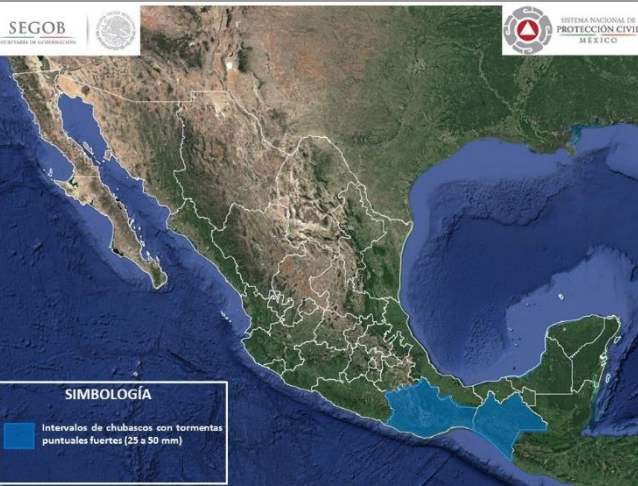 SEGOB
SECRETARÍA DE GOBERNACIÓN
SISTEMA NACIONAL DE
PROTECCIÓN CIVIL
MÉXICO
SIMBOLOGÍA
Intervalos de chubascos con tormentas
puntuales fuertes (25 a 50 mm)